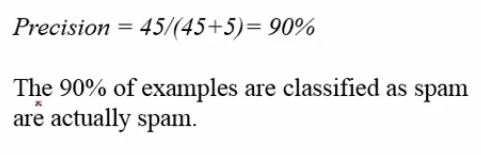 Precision = 45/(45+5)= 90%
The 90% of examples are classified as spam
are actually spam.